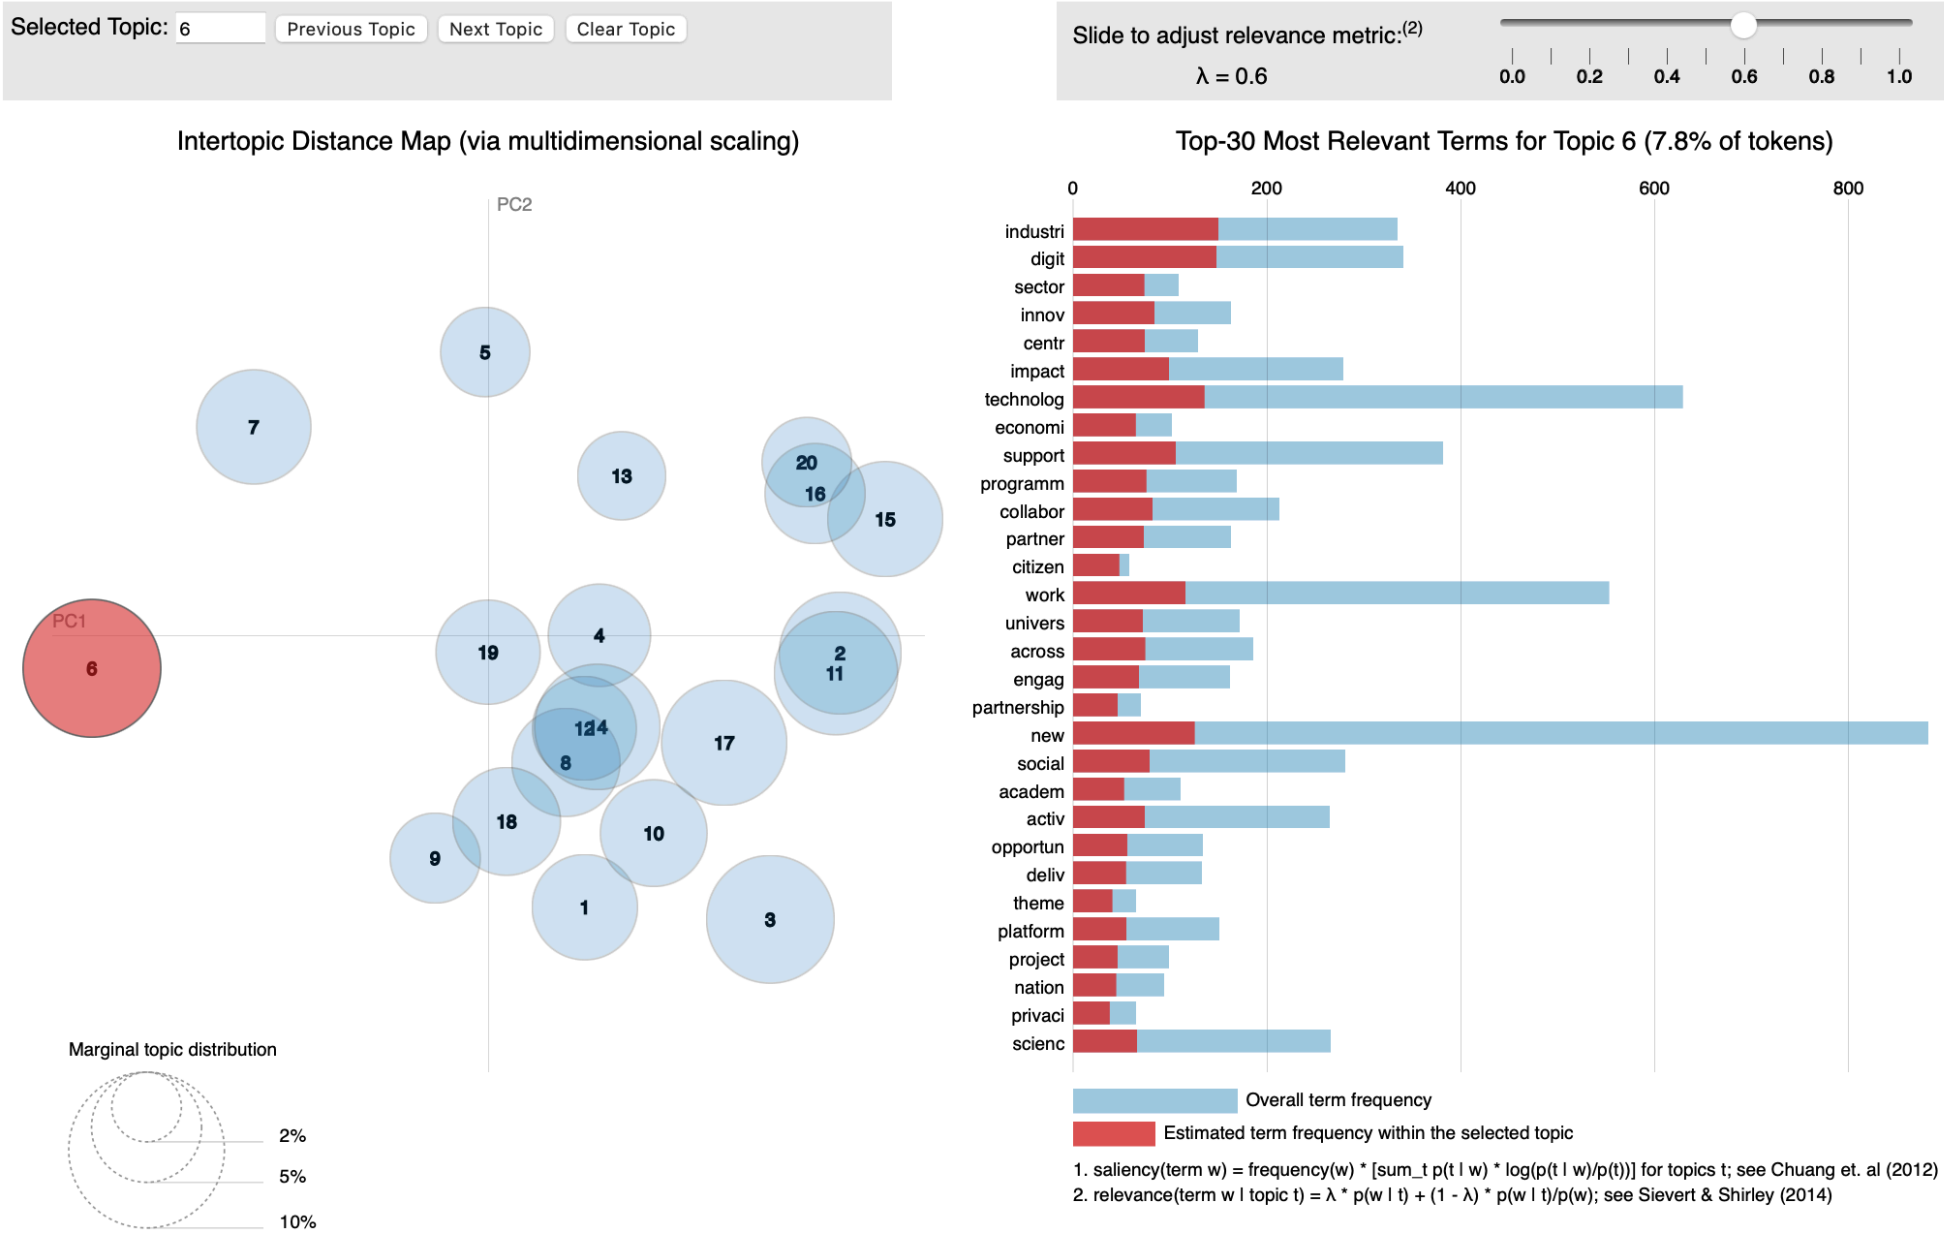 Selected Topic: 6 Previous Topic Next Topic Clear Topic
Slide to adjust relevance metric:(2)
λ = 0.6
0.0 0.2 0.4 0.6 0.8 1.0
Intertopic Distance Map (via multidimensional scaling)
PC2
PC1
5
7
13
20
16
15
6
19
4
2
11
12
14
8
17
18
10
9
1
3
Marginal topic distribution
2%
5%
10%
Top-30 Most Relevant Terms for Topic 6 (7.8% of tokens)
0 200 400 600 800
industri
digit
sector
innov
centr
impact
technolog
economi
support
programm
collabor
partner
citizen
work
univers
across
engag
partnership
new
social
academ
activ
opportun
deliv
theme
platform
project
nation
privaci
scienc
Overall term frequency
Estimated term frequency within the selected topic
1. saliency(term w) = frequency(w) * [sum_t p(t | w) * log(p(t | w)/p(t))] for topics t; see Chuang et. al (2012)
2. relevance(term w | topic t) = λ * p(w | t) + (1 - λ) * p(w | t)/p(w); see Sievert & Shirley (2014)